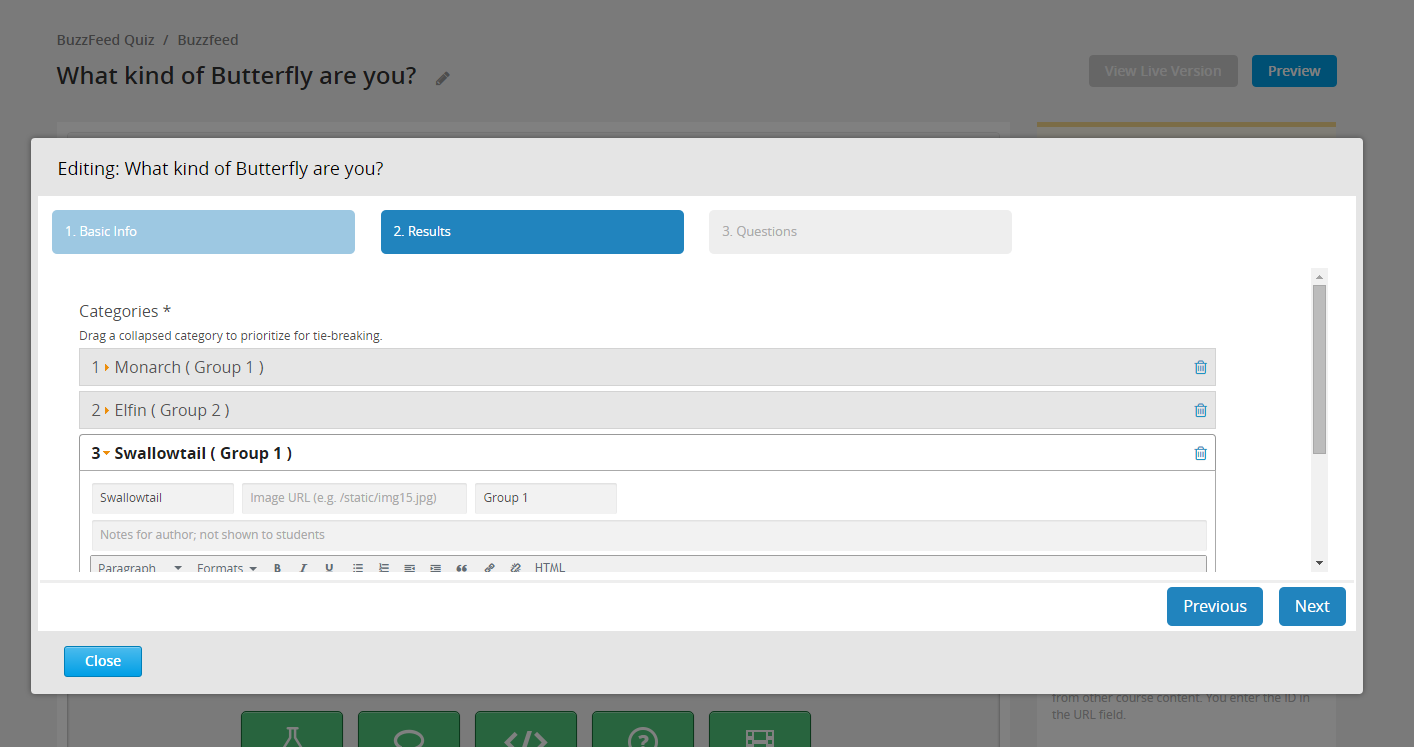 BuzzFeed Quiz / Buzzfeed
What kind of Butterfly are you?
View Live Version
Preview
Editing: What kind of Butterfly are you?
1. Basic Info
2. Results
3. Questions
Categories *
Drag a collapsed category to prioritize for tie-breaking.
1 Monarch ( Group 1 )
2 Elfin ( Group 2 )
3 Swallowtail ( Group 1 )
Swallowtail
Image URL (e.g. /static/img15.jpg)
Group 1
Notes for author; not shown to students
Paragraph Formats B I U HTML
Previous
Next
Close
from other course content. You enter the ID in
the URL field.